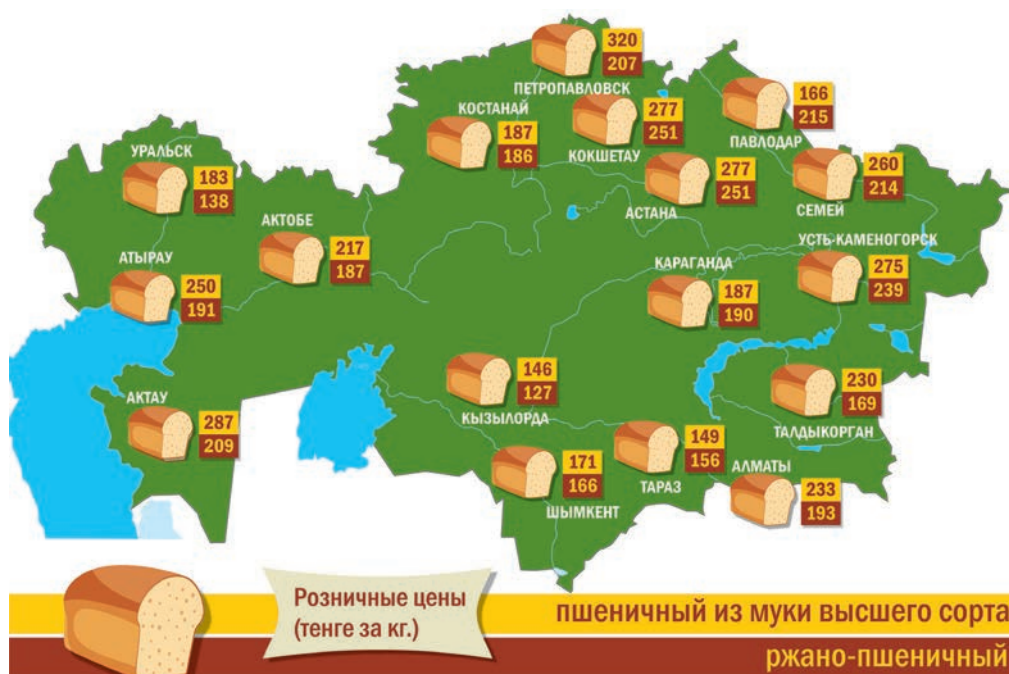 320
207
ПЕТРОПАВЛОВСК
КОСТАНАЙ
187
186
277
251
КОКШЕТАУ
166
215
ПАВЛОДАР
УРАЛЬСК
183
138
277
251
АСТАНА
260
214
СЕМЕЙ
АКТОБЕ
217
187
УСТЬ-КАМЕНОГОРСК
275
239
АТЫРАУ
250
191
КАРАГАНДА
187
190
146
127
КЫЗЫЛОРДА
230
169
ТАЛДЫКОРГАН
АКТАУ
287
209
149
156
ТАРАЗ
171
166
ШЫМКЕНТ
АЛМАТЫ
233
193
Розничные цены
(тенге за кг.)
пшеничный из муки высшего сорта
ржано-пшеничный